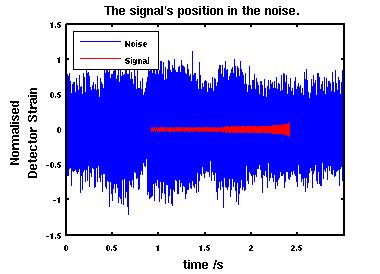 The signal's position in the noise.
Normalised
Detector Strain
1.5
1
0.5
0
-0.5
-1
-1.5
Noise
Signal
0 0.5 1 1.5 2 2.5
time /s